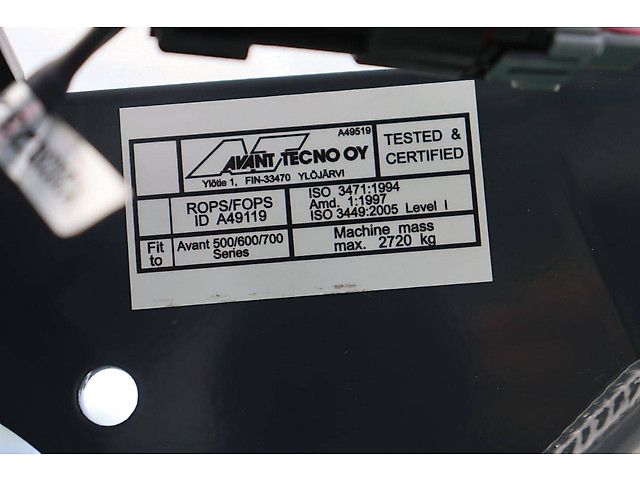 A49519
AVANT TECNO OY
Ylötie 1, FIN-33470 YLÖJÄRVI
TESTED &
CERTIFIED
ROPS/FOPS
ID A49119
ISO 3471:1994
Amd. 1:1997
ISO 3449:2005 Level I
Fit
to
Avant 500/600/700
Series
Machine mass
max. 2720 kg